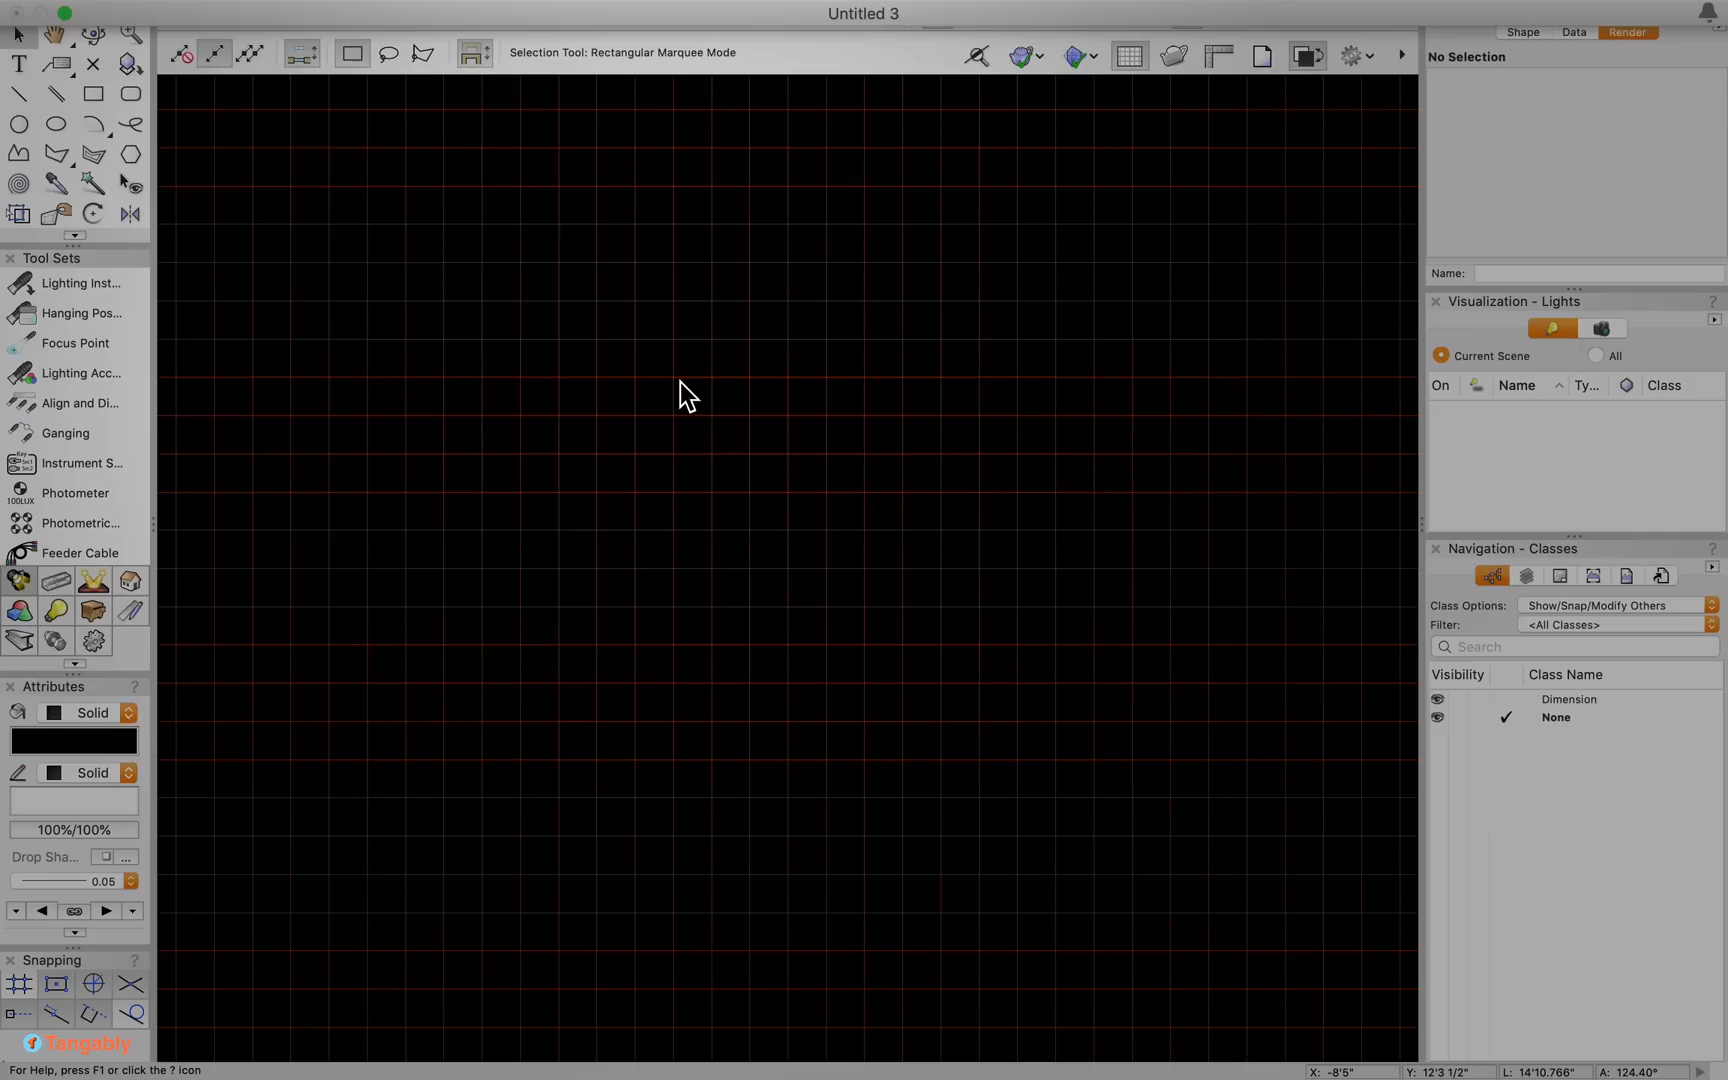 Untitled 3
Selection Tool: Rectangular Marquee Mode
Shape Data Render
No Selection
Name:
Tool Sets
Lighting Inst...
Hanging Pos...
Focus Point
Lighting Acc...
Align and Di...
Ganging
Key
Instrument S...
Photometer
100LUX
Photometric...
Feeder Cable
Visualization - Lights ?
Current Scene All
On Name Ty... Class
Navigation - Classes ?
Class Options: Show/Snap/Modify Others
Filter: <All Classes>
Search
Visibility Class Name
Dimension
None
Attributes ?
Solid
Solid
100%/100%
Drop Sha... ...
0.05
Snapping ?
Tangably
For Help, press F1 or click the ? icon
X: -8'5" Y: 12'3 1/2" L: 14'10.766" A: 124.40°